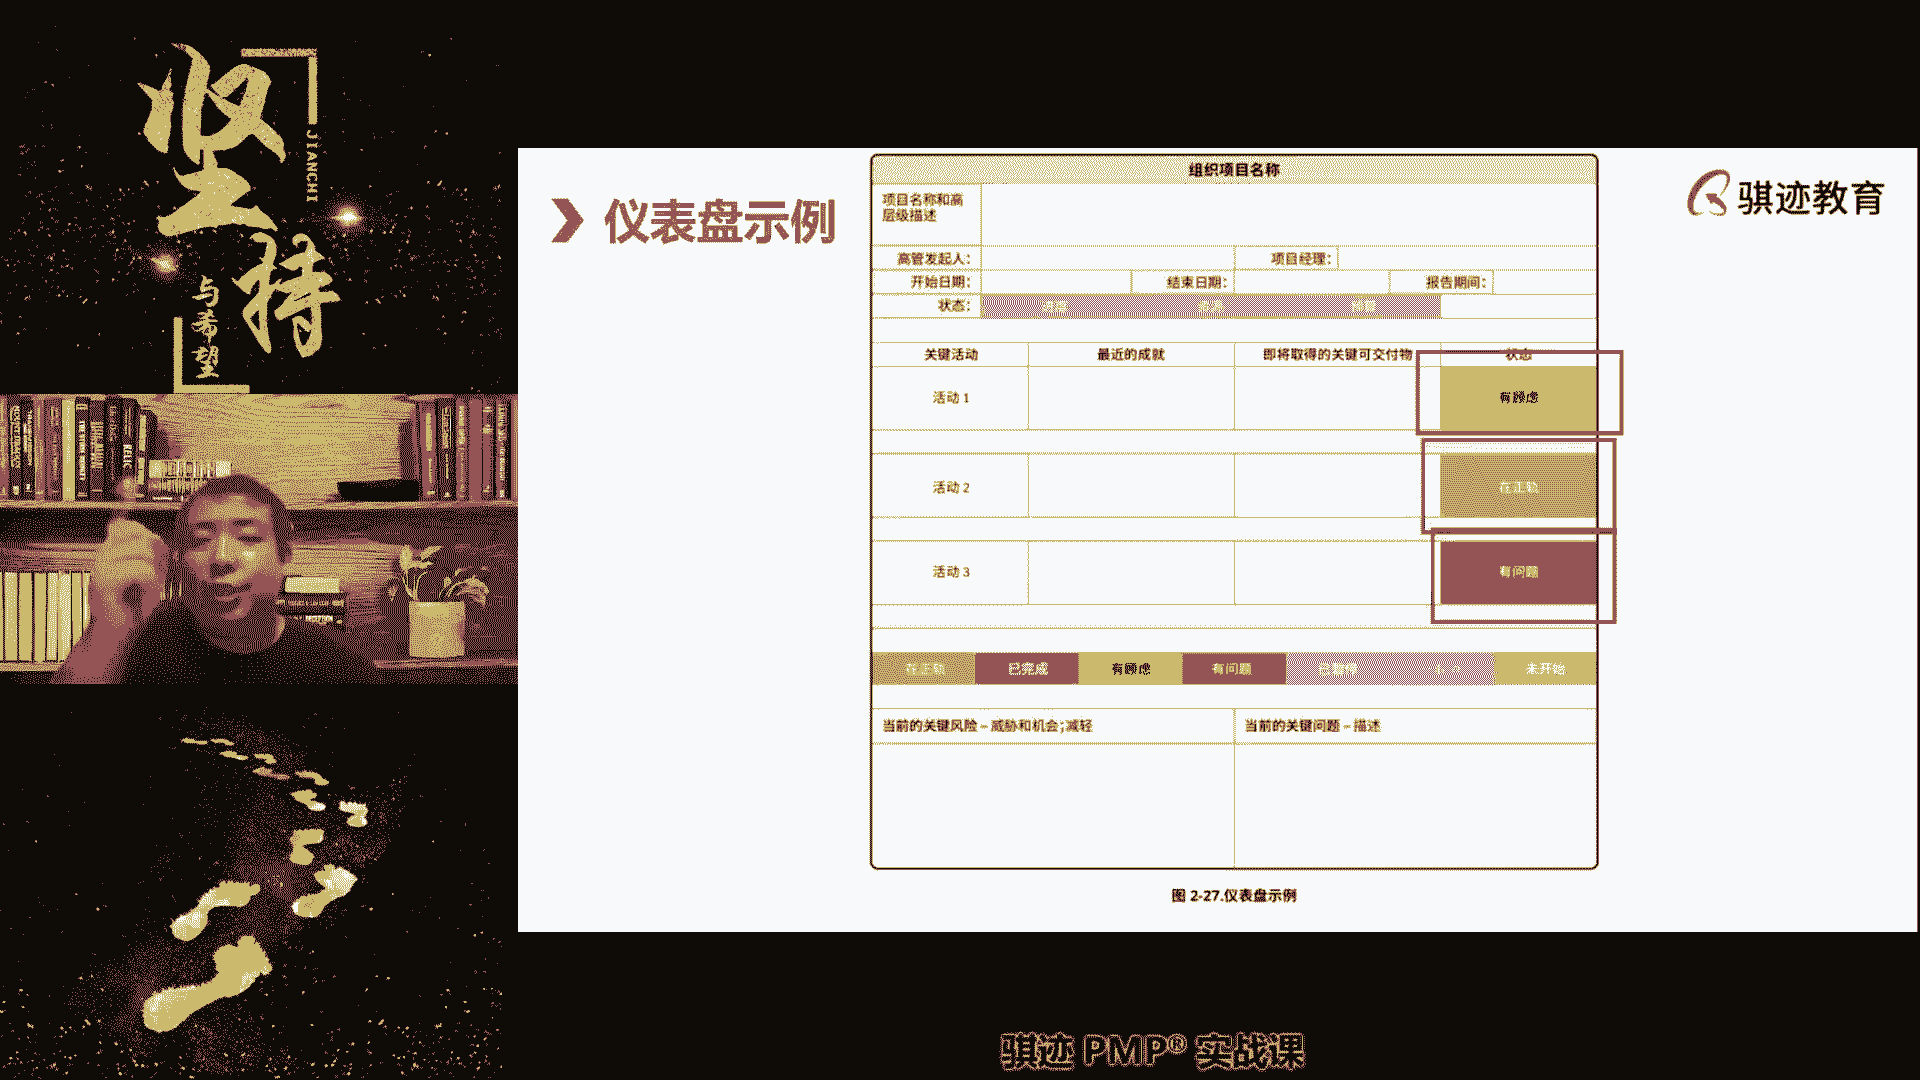 坚持
JIANCHI
与希望
仪表盘示例
骐迹教育
组织项目名称
项目名称和高
层级描述
高管发起人：
项目经理：
开始日期：
结束日期：
报告期间：
状态：
关键活动
最近的成就
即将取得的关键可交付物
状态
活动 1
有顾虑
活动 2
在正轨
活动 3
有问题
在正轨
已完成
有顾虑
有问题
已暂停
未开始
当前的关键风险 – 威胁和机会；减轻
当前的关键问题 – 描述
图 2-27.仪表盘示例
骐迹 PMP® 实战课